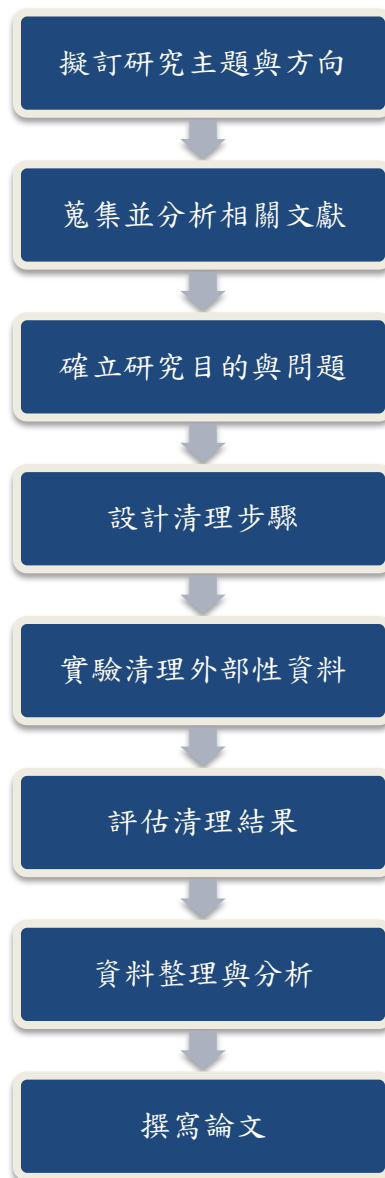 擬訂研究主題與方向
蒐集並分析相關文獻
確立研究目的與問題
設計清理步驟
實驗清理外部性資料
評估清理結果
資料整理與分析
撰寫論文